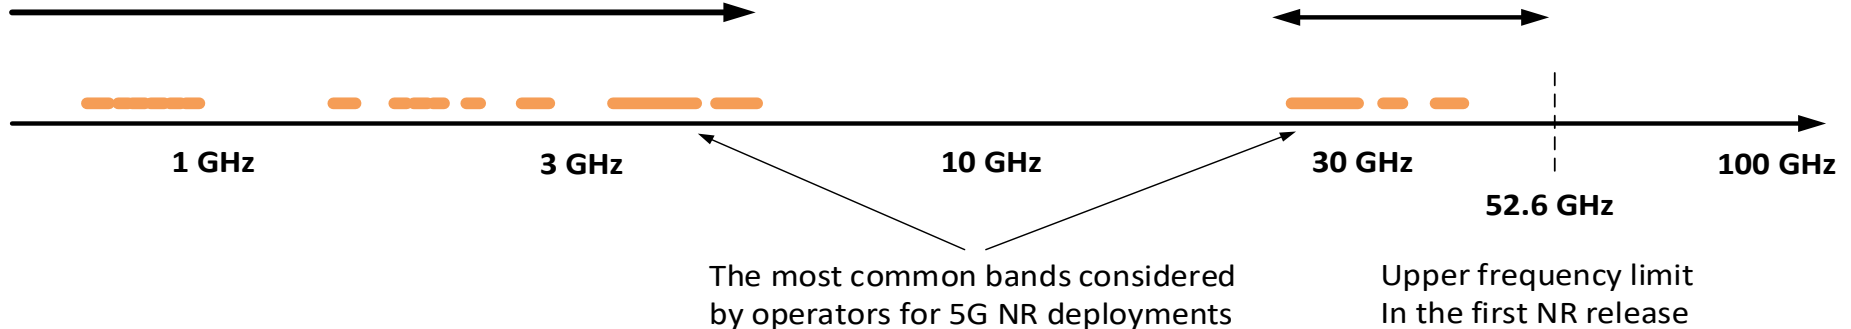 1 GHz
3 GHz
10 GHz
30 GHz
100 GHz
52.6 GHz
The most common bands considered
by operators for 5G NR deployments
Upper frequency limit
In the first NR release